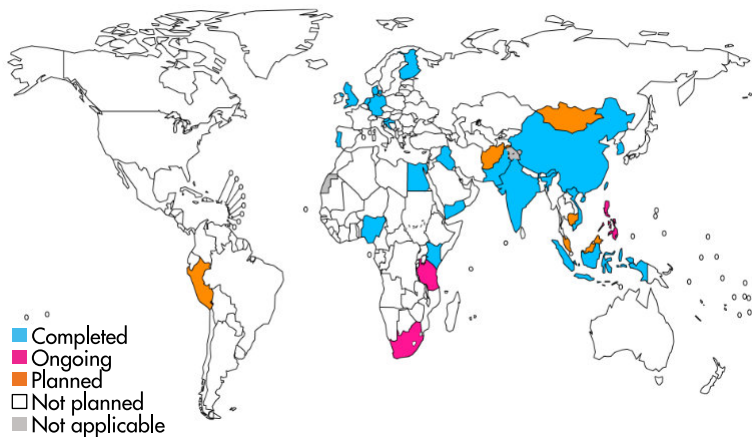 Completed
Ongoing
Planned
Not planned
Not applicable